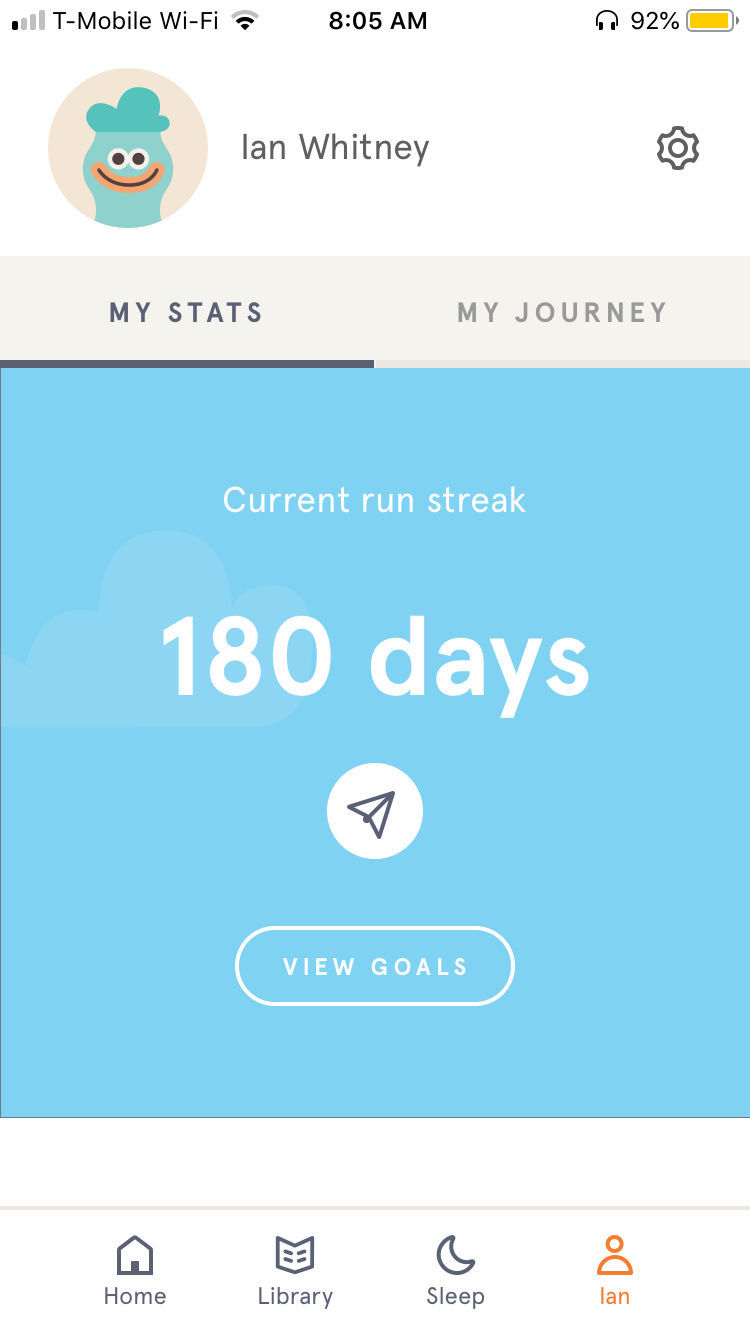 T-Mobile Wi-Fi 8:05 AM 92%
Ian Whitney
MY STATS MY JOURNEY
Current run streak
180 days
VIEW GOALS
Home Library Sleep Ian